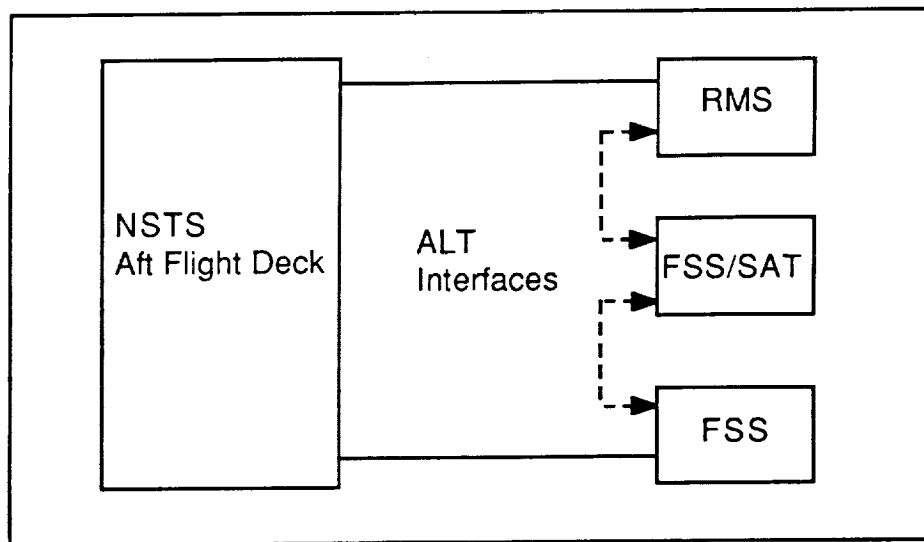 RMS
NSTS
Aft Flight Deck
ALT
Interfaces
FSS/SAT
FSS